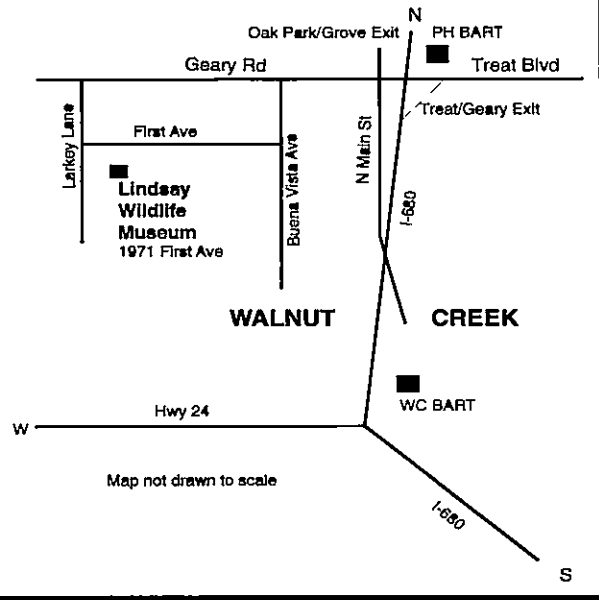 N
Oak Park/Grove Exit
PH BART
Geary Rd
Treat Blvd
Treat/Geary Exit
Larkey Lane
First Ave
N Main St
Buena Vista Ave
I-680
Lindsay
Wildlife
Museum
1971 First Ave
WALNUT CREEK
WC BART
Hwy 24
W
Map not drawn to scale
I-680
S